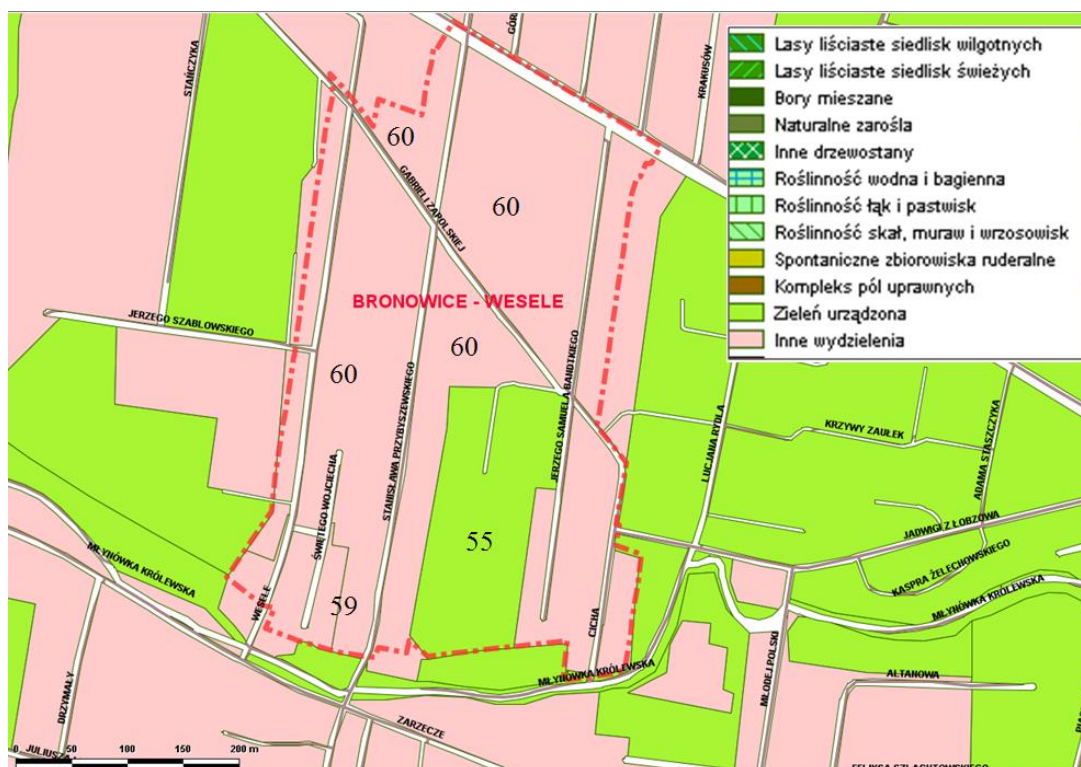 STAŃCZYKA
GÓR
KRAKUSÓW
Lasy liściaste siedlisk wilgotnych
Lasy liściaste siedlisk świeżych
Bory mieszane
Naturalne zarośla
Inne drzewostany
Roślinność wodna i bagienna
Roślinność łąk i pastwisk
Roślinność skał, muraw i wrzosowisk
Spontaniczne zbiorowiska ruderalne
Kompleks pól uprawnych
Zieleń urządzona
Inne wydzielenia
60
GABRIELI ZAPOLSKIEJ
60
BRONOWICE - WESELE
JERZEGO SZABLOWSKIEGO
60
60
STANISŁAWA PRZYBYSZEWSKIEGO
JERZEGO SAMUELA BANDTKIEGO
LUCJANA RYDLA
KRZYWY ZAUŁEK
ADAMA STASZCZYKA
ŚWIĘTEGO WOJCIECHA
55
JADWIGI Z ŁOBZOWA
KASPRA ŻELECHOWSKIEGO
MŁYNÓWKA KRÓLEWSKA
WESELE
59
CICHA
MŁYNÓWKA KRÓLEWSKA
MŁYNÓWKA KRÓLEWSKA
MŁODEJ POLSKI
ALTANOWA
DRZYMAŁY
ZARZECZE
PIA
JULIUSZA
0 50 100 150 200 m